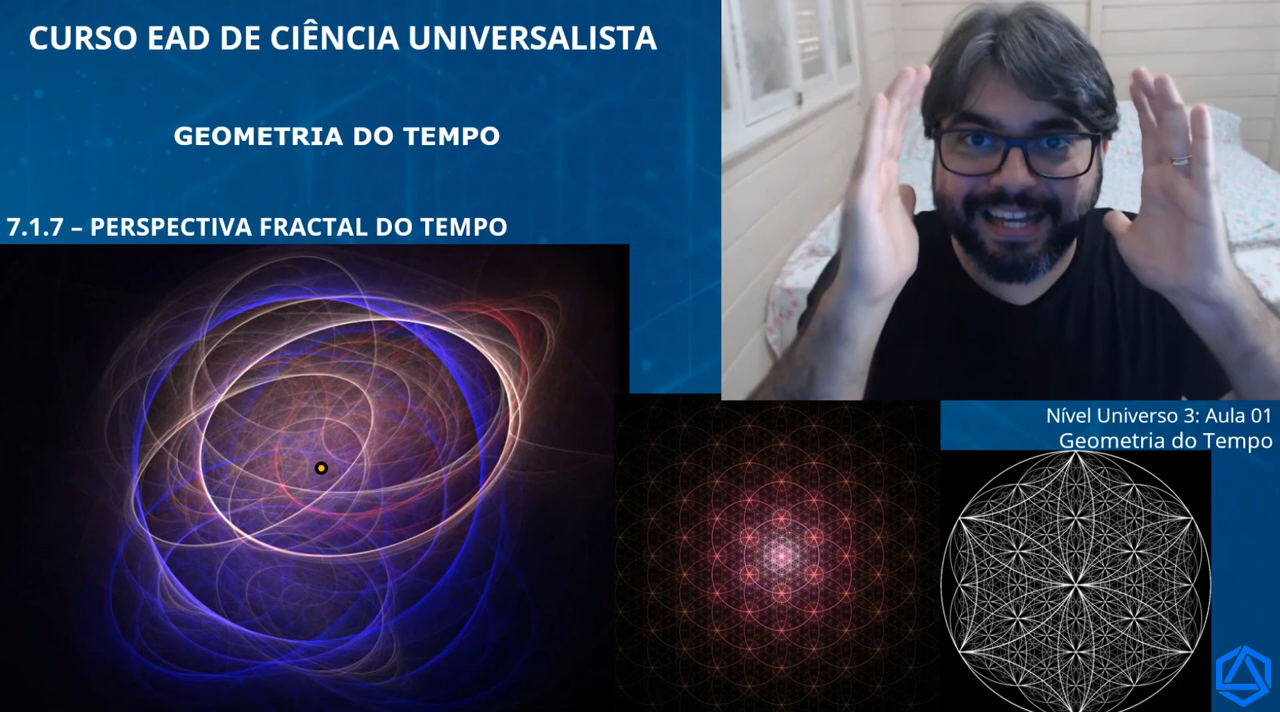 CURSO EAD DE CIÊNCIA UNIVERSALISTA
GEOMETRIA DO TEMPO
7.1.7 – PERSPECTIVA FRACTAL DO TEMPO
Nível Universo 3: Aula 01
Geometria do Tempo